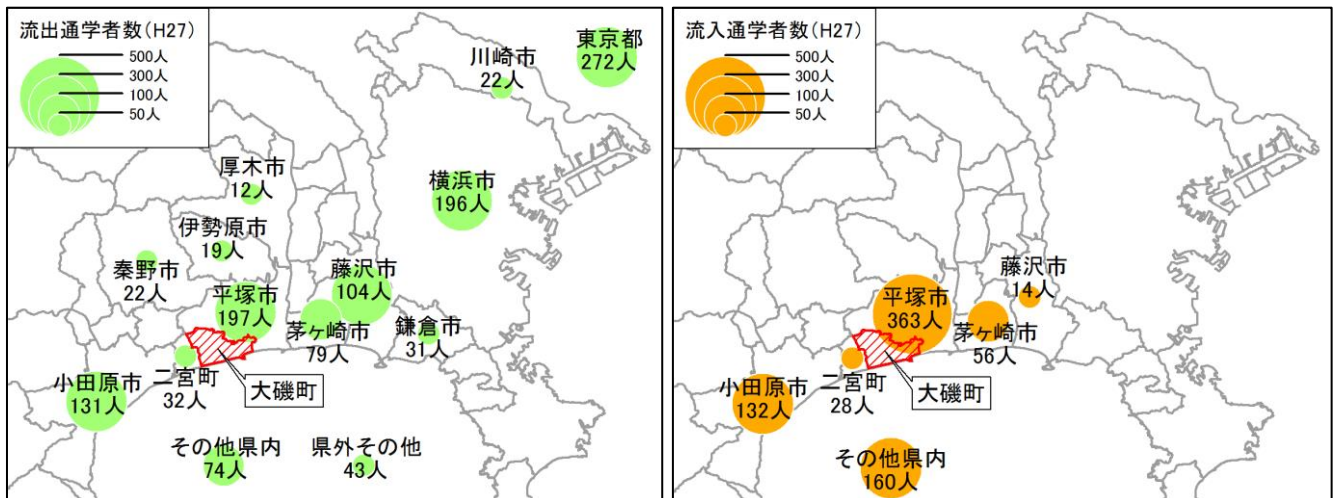 流出通学者数(H27)
500人
300人
100人
50人
東京都
272人
川崎市
22人
厚木市
12人
横浜市
196人
伊勢原市
19人
秦野市
22人
藤沢市
104人
平塚市
197人
茅ヶ崎市
79人
鎌倉市
31人
二宮町
32人
大磯町
小田原市
131人
その他県内
74人
県外その他
43人
流入通学者数(H27)
500人
300人
100人
50人
藤沢市
14人
平塚市
363人
茅ヶ崎市
56人
二宮町
28人
大磯町
小田原市
132人
その他県内
160人